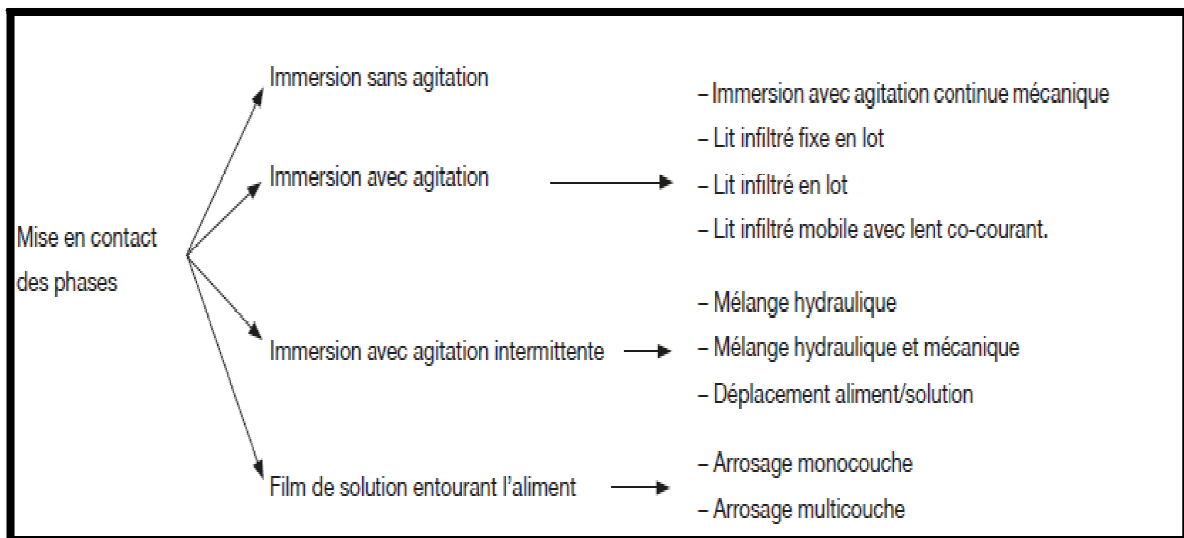 Mise en contact
des phases
Immersion sans agitation
Immersion avec agitation
– Immersion avec agitation continue mécanique
– Lit infiltré fixe en lot
– Lit infiltré en lot
– Lit infiltré mobile avec lent co-courant.
Immersion avec agitation intermittente
– Mélange hydraulique
– Mélange hydraulique et mécanique
– Déplacement aliment/solution
Film de solution entourant l’aliment
– Arrosage monocouche
– Arrosage multicouche